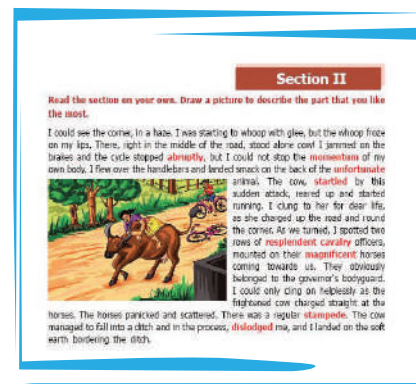 Section II
Read the section on your own. Draw a picture to describe the part that you like
the most.
I could see the corner, in a haze. I was starting to whoop with glee, but the whoop froze
on my lips. There, right in the middle of the road, stood alone cow! I jammed on the
brakes and the cycle stopped abruptly, but I could not stop the momentum of my
own body. I flew over the handlebars and landed smack on the back of the unfortunate
animal. The cow, startled by this
sudden attack, reared up and started
running. I clung to her for dear life,
as she charged up the road and round
the corner. As we turned, I spotted two
rows of resplendent cavalry officers,
mounted on their magnificent horses
coming towards us. They obviously
belonged to the governor's bodyguard.
I could only cling on helplessly as the
frightened cow charged straight at the
horses. The horses panicked and scattered. There was a regular stampede. The cow
managed to fall into a ditch and in the process, dislodged me, and I landed on the soft
earth bordering the ditch.